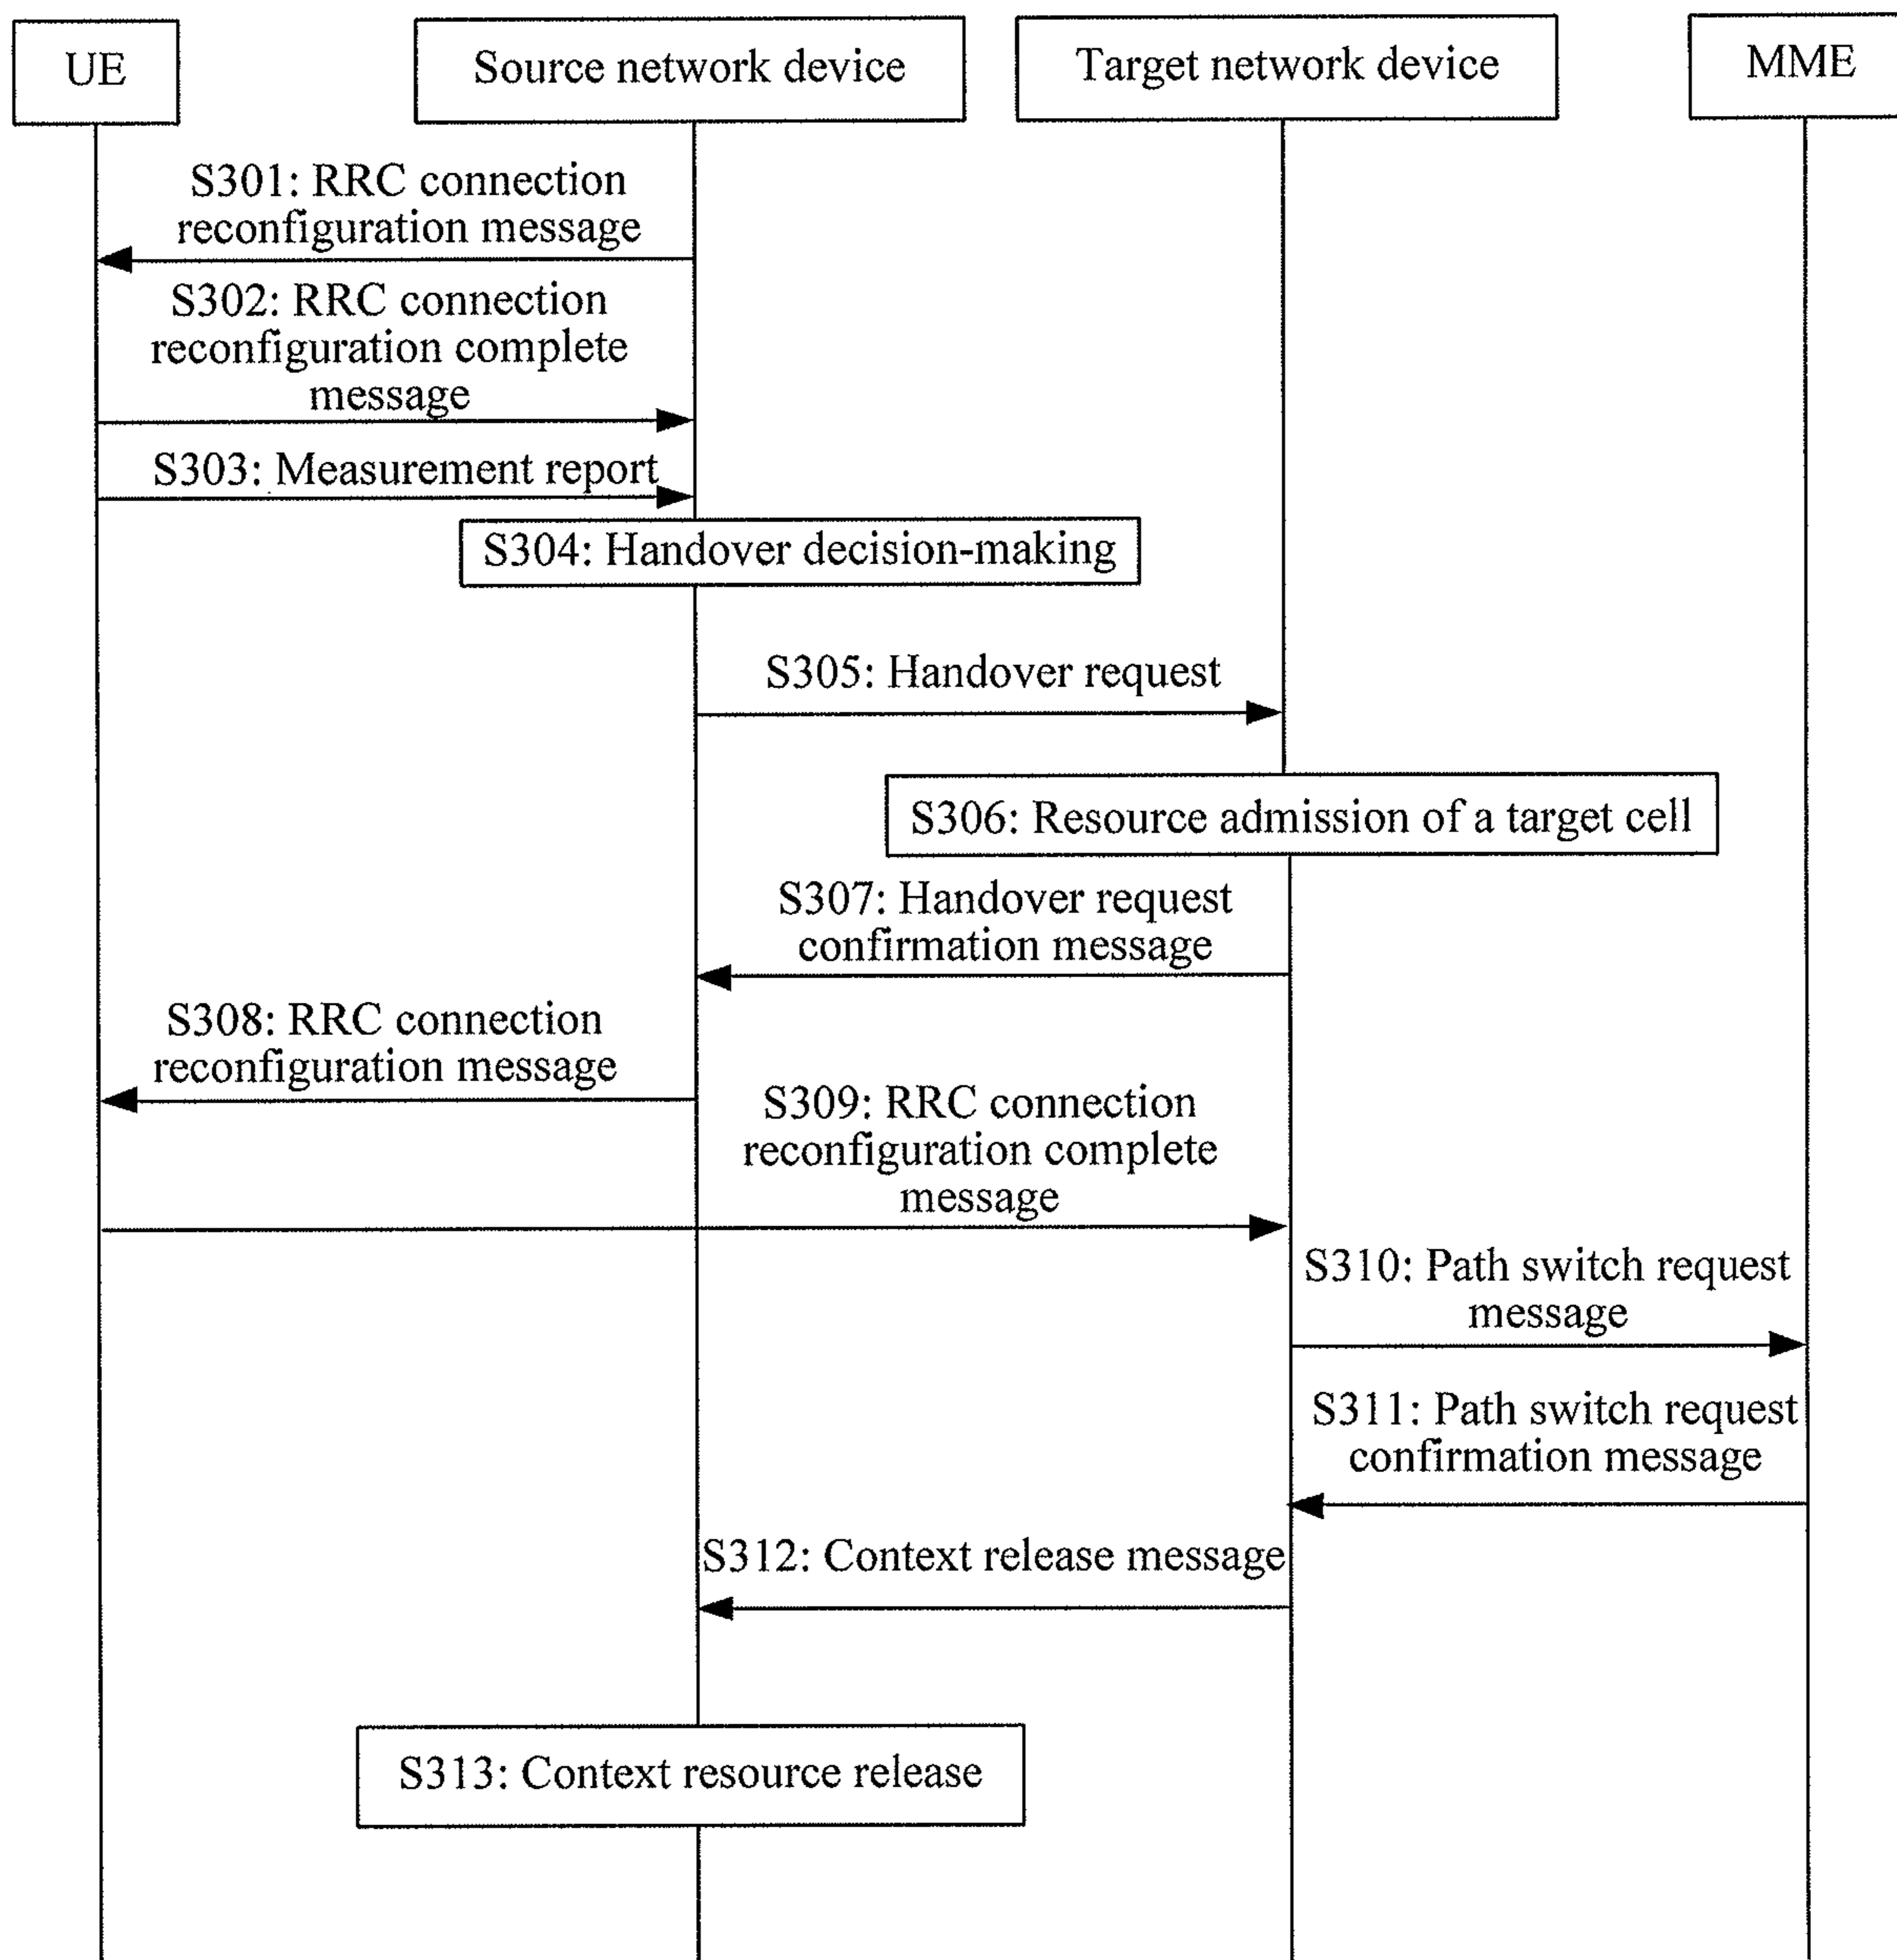 UE
Source network device
Target network device
MME
S301: RRC connection
reconfiguration message
S302: RRC connection
reconfiguration complete
message
S303: Measurement report
S304: Handover decision-making
S305: Handover request
S306: Resource admission of a target cell
S307: Handover request
confirmation message
S308: RRC connection
reconfiguration message
S309: RRC connection
reconfiguration complete
message
S310: Path switch request
message
S311: Path switch request
confirmation message
S312: Context release message
S313: Context resource release